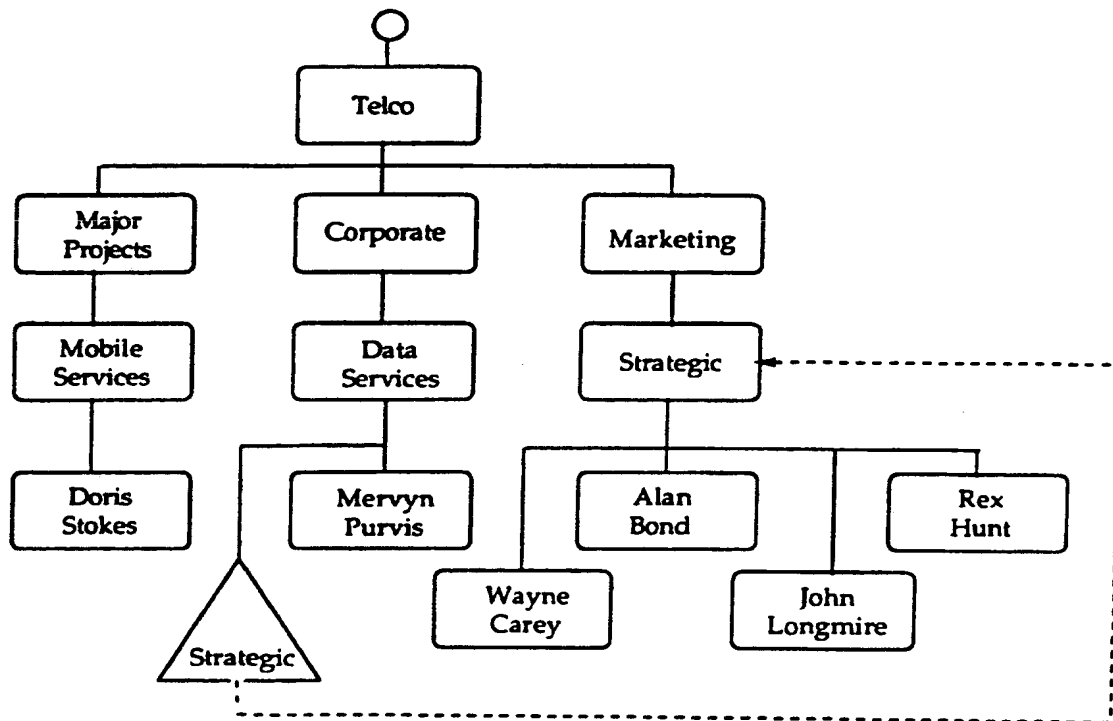 Telco
Major
Projects
Corporate
Marketing
Mobile
Services
Data
Services
Strategic
Doris
Stokes
Mervyn
Purvis
Alan
Bond
Rex
Hunt
Wayne
Carey
John
Longmire
Strategic